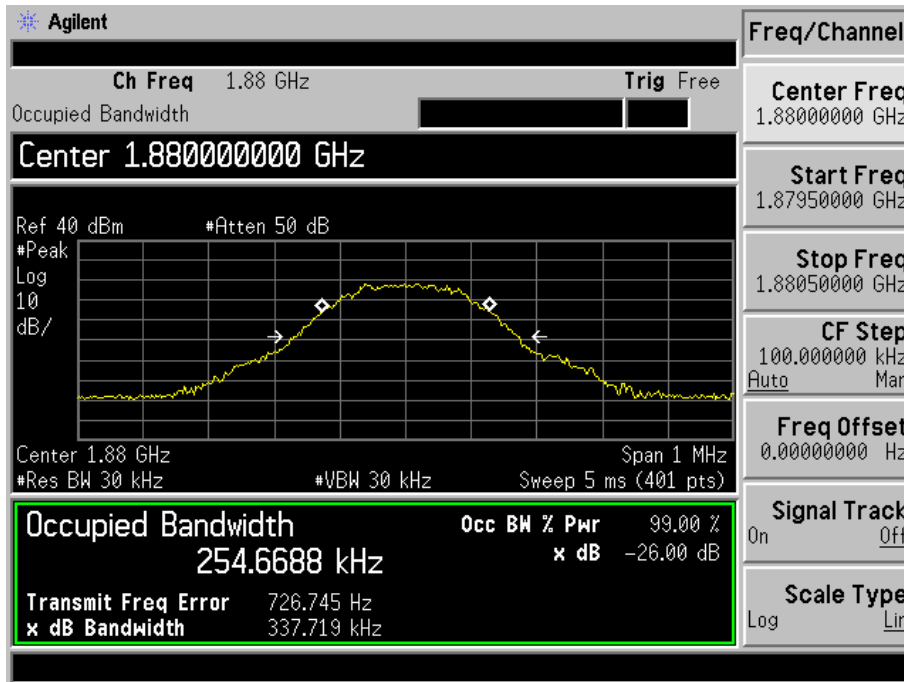 Agilent
Ch Freq 1.88 GHz Trig Free
Occupied Bandwidth
Center 1.880000000 GHz
Ref 40 dBm #Atten 50 dB
#Peak
Log
10
dB/
Center 1.88 GHz Span 1 MHz
#Res BW 30 kHz #VBW 30 kHz Sweep 5 ms (401 pts)
Occupied Bandwidth Occ BW % Pwr 99.00 %
254.6688 kHz x dB -26.00 dB
Transmit Freq Error 726.745 Hz
x dB Bandwidth 337.719 kHz
Freq/Channel
Center Freq
1.88000000 GHz
Start Freq
1.87950000 GHz
Stop Freq
1.88050000 GHz
CF Step
100.000000 kHz
Auto Man
Freq Offset
0.00000000 Hz
Signal Track
On Off
Scale Type
Log Lin